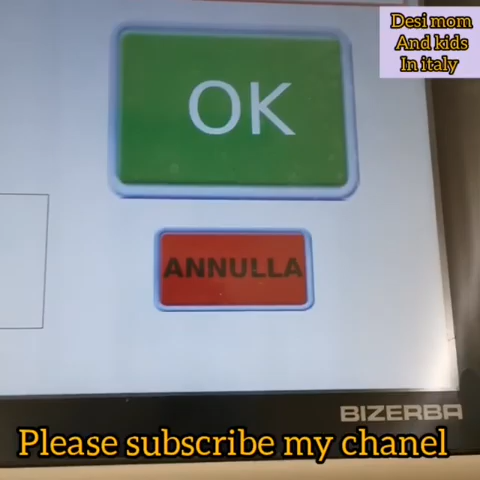 Desi mom
And kids
In italy
OK
ANNULLA
BIZERBA
Please subscribe my chanel